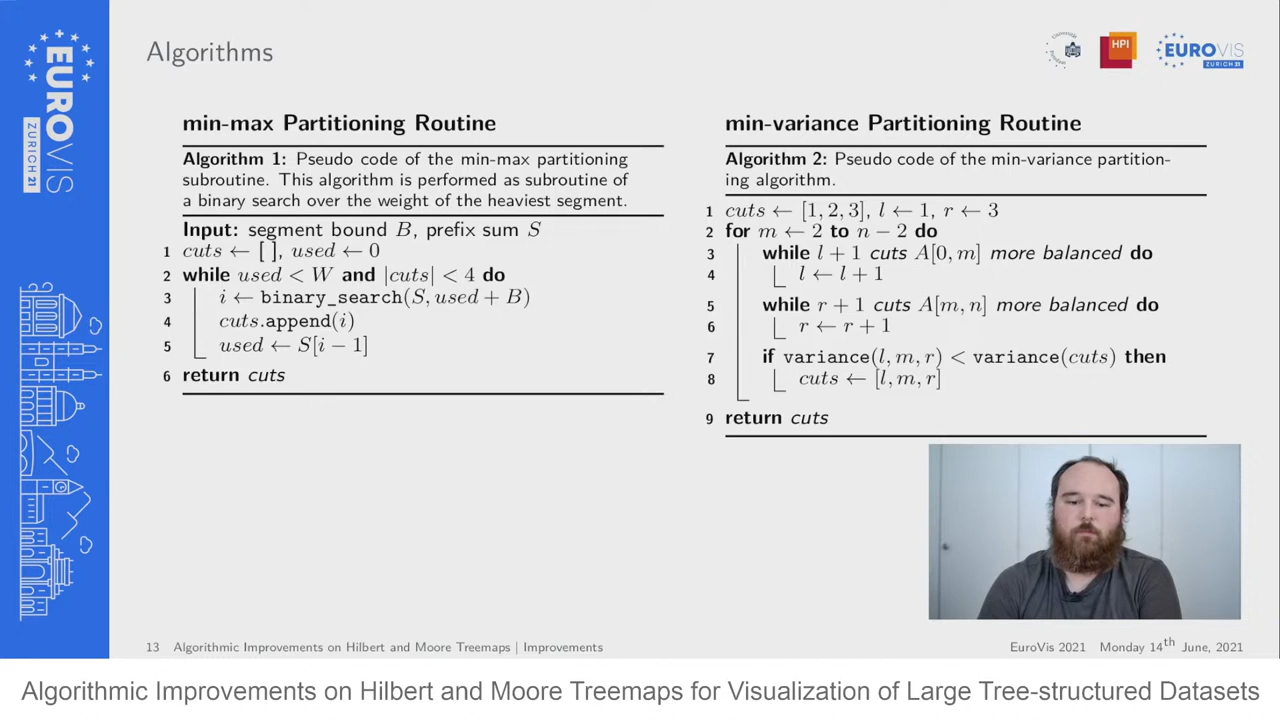 Algorithms
HPI
EUROVIS
ZURICH 21
EUROVIS
ZURICH 21
min-max Partitioning Routine
Algorithm 1: Pseudo code of the min-max partitioning
subroutine. This algorithm is performed as subroutine of
a binary search over the weight of the heaviest segment.
Input: segment bound B, prefix sum S
1 cuts ← [ ], used ← 0
2 while used < W and |cuts| < 4 do
3 i ← binary_search(S, used + B)
4 cuts.append(i)
5 used ← S[i − 1]
6 return cuts
min-variance Partitioning Routine
Algorithm 2: Pseudo code of the min-variance partition-
ing algorithm.
1 cuts ← [1, 2, 3], l ← 1, r ← 3
2 for m ← 2 to n − 2 do
3 while l + 1 cuts A[0, m] more balanced do
4 l ← l + 1
5 while r + 1 cuts A[m, n] more balanced do
6 r ← r + 1
7 if variance(l, m, r) < variance(cuts) then
8 cuts ← [l, m, r]
9 return cuts
13 Algorithmic Improvements on Hilbert and Moore Treemaps | Improvements
EuroVis 2021 Monday 14th June, 2021
Algorithmic Improvements on Hilbert and Moore Treemaps for Visualization of Large Tree-structured Datasets